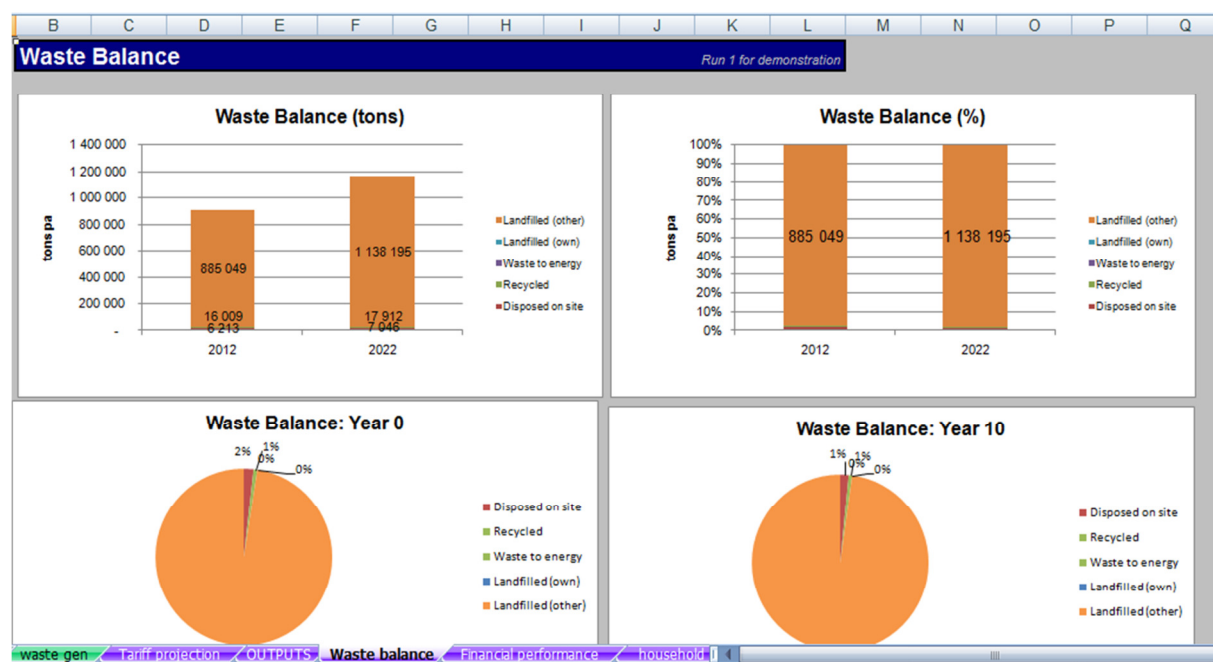 B C D E F G H I J K L M N O P Q
Waste Balance
Run 1 for demonstration
Waste Balance (tons)
1 400 000
1 200 000
1 000 000
800 000
600 000
400 000
200 000
-
tons pa
885 049
16 009
6 213
1 138 195
17 912
7 046
2012 2022
Landfilled (other)
Landfilled (own)
Waste to energy
Recycled
Disposed on site
Waste Balance (%)
100%
90%
80%
70%
60%
50%
40%
30%
20%
10%
0%
tons pa
885 049
1 138 195
2012 2022
Landfilled (other)
Landfilled (own)
Waste to energy
Recycled
Disposed on site
Waste Balance: Year 0
2% 1%
0% 0%
Disposed on site
Recycled
Waste to energy
Landfilled (own)
Landfilled (other)
Waste Balance: Year 10
1% 1%
0% 0%
Disposed on site
Recycled
Waste to energy
Landfilled (own)
Landfilled (other)
waste gen Tariff projection OUTPUTS Waste balance Financial performance household